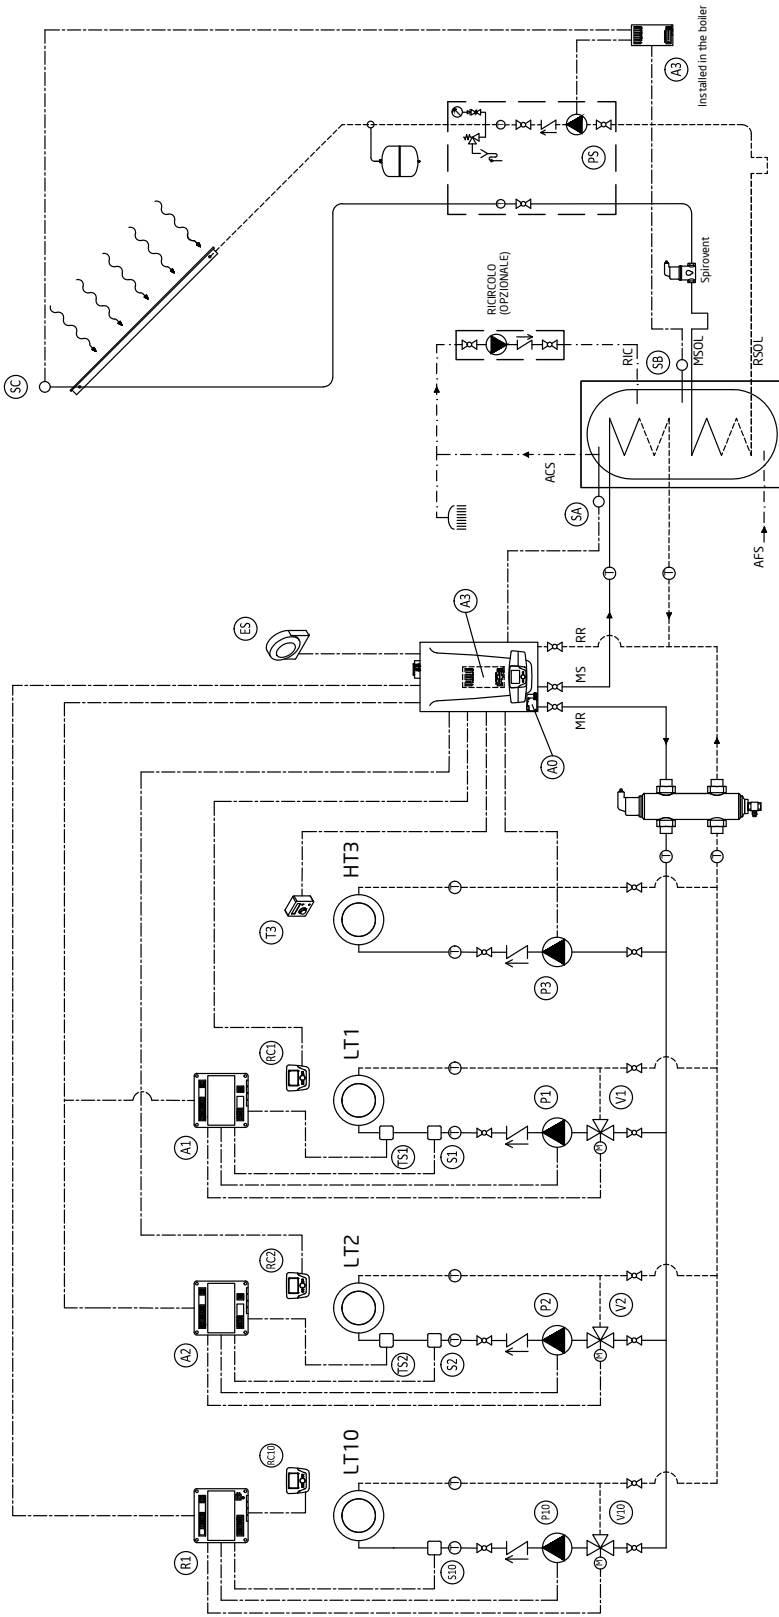 SC
R1
A2
A1
ES
RC10
RC2
RC1
T3
LT10
LT2
LT1
HT3
TS2
TS1
S10
S2
S1
A3
RICIRCOLO
(OPZIONALE)
P10
P2
P1
P3
A0
ACS
MR
MS
RR
SA
PS
M
M
M
T
V10
V2
V1
RIC
SB
T
T
T
A3
MSOL
Spirovent
Installed in the boiler
T
AFS
RSOL